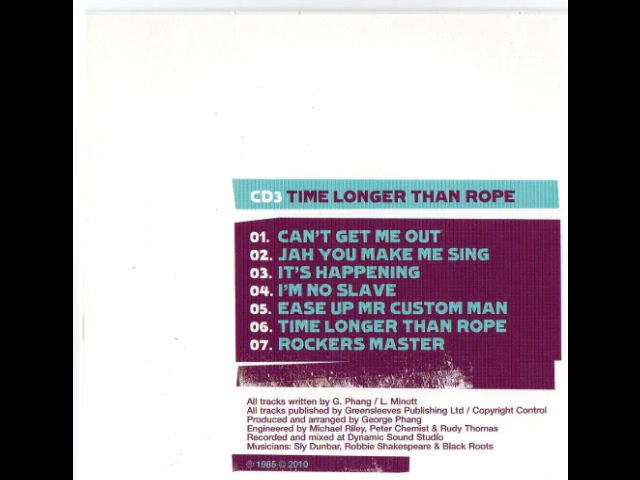 CD3 TIME LONGER THAN ROPE
01. CAN'T GET ME OUT
02. JAH YOU MAKE ME SING
03. IT'S HAPPENING
04. I'M NO SLAVE
05. EASE UP MR CUSTOM MAN
06. TIME LONGER THAN ROPE
07. ROCKERS MASTER
All tracks written by G. Phang / L. Minott
All tracks published by Greensleeves Publishing Ltd / Copyright Control
Produced and arranged by George Phang
Engineered by Michael Riley, Peter Chemist & Rudy Thomas
Recorded and mixed at Dynamic Sound Studio
Musicians: Sly Dunbar, Robbie Shakespeare & Black Roots
℗ 1985 © 2010